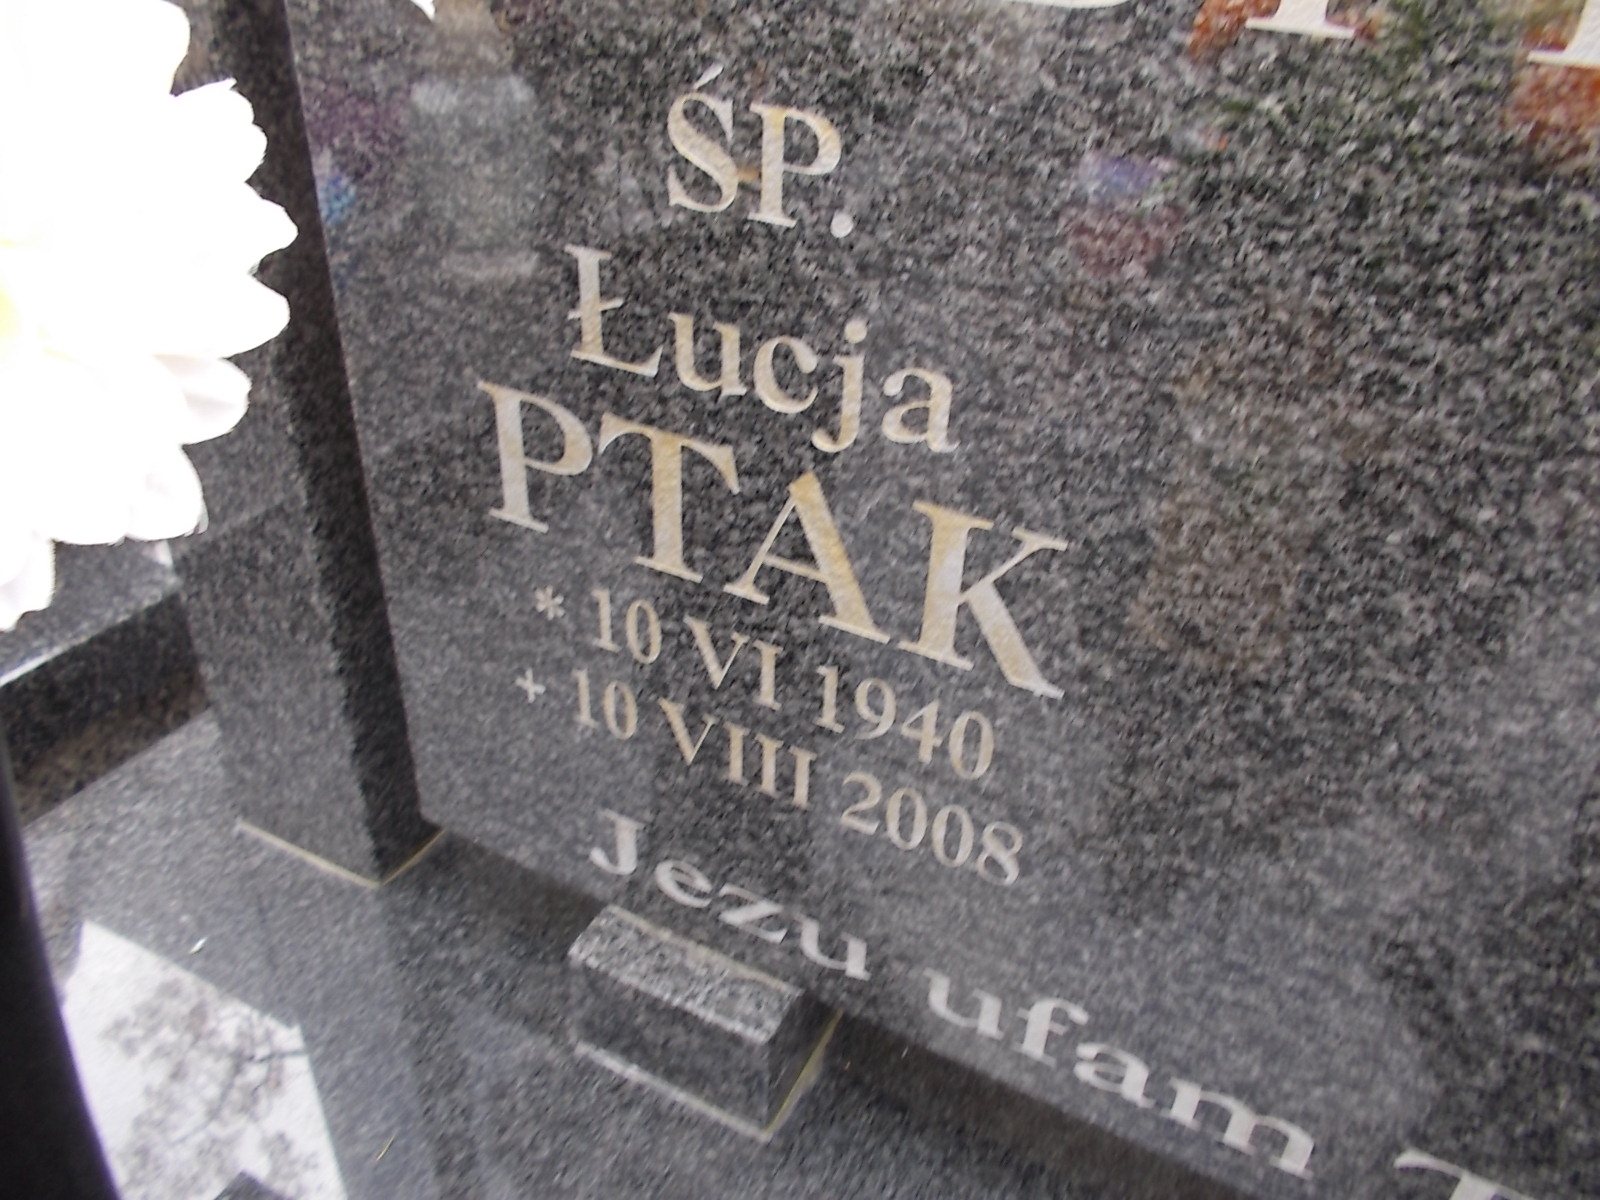 ŚP.
Łucja
PTAK
* 10 VI 1940
+ 10 VIII 2008
Jezu ufam